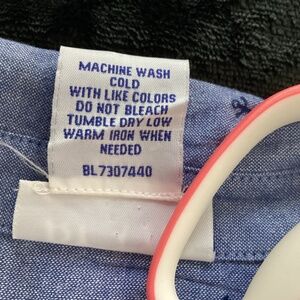 MACHINE WASH
COLD
WITH LIKE COLORS
DO NOT BLEACH
TUMBLE DRY LOW
WARM IRON WHEN
NEEDED
BL7307440